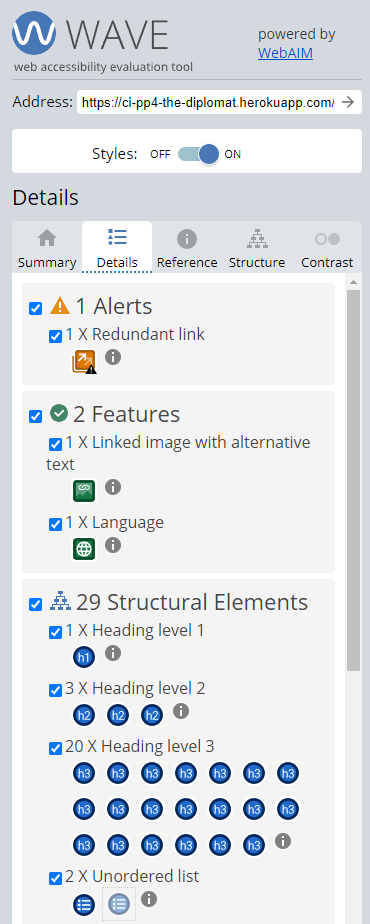 WAVE
web accessibility evaluation tool
powered by
WebAIM
Address: https://ci-pp4-the-diplomat.herokuapp.com/
Styles: OFF ON
Details
Summary Details Reference Structure Contrast
1 Alerts
1 X Redundant link
2 Features
1 X Linked image with alternative
text
1 X Language
29 Structural Elements
1 X Heading level 1
h1
3 X Heading level 2
h2 h2 h2
20 X Heading level 3
h3 h3 h3 h3 h3 h3 h3
h3 h3 h3 h3 h3 h3 h3
h3 h3 h3 h3 h3 h3
2 X Unordered list